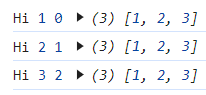 Hi 1 0 ▶ (3) [1, 2, 3]
Hi 2 1 ▶ (3) [1, 2, 3]
Hi 3 2 ▶ (3) [1, 2, 3]